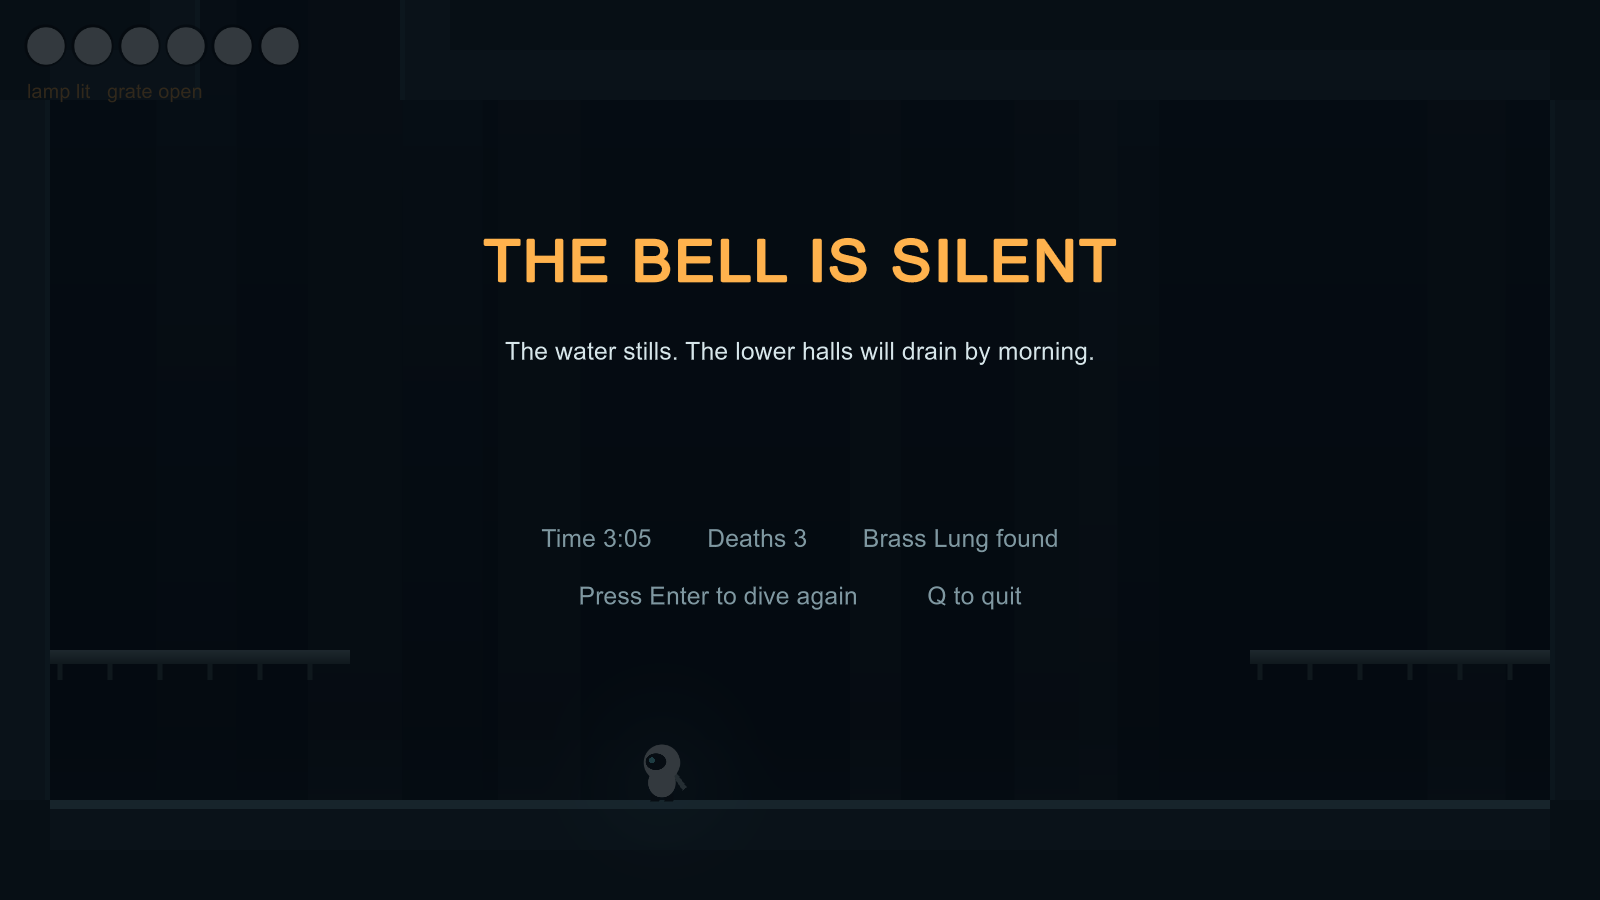 lamp lit grate open
THE BELL IS SILENT
The water stills. The lower halls will drain by morning.
Time 3:05 Deaths 3 Brass Lung found
Press Enter to dive again Q to quit